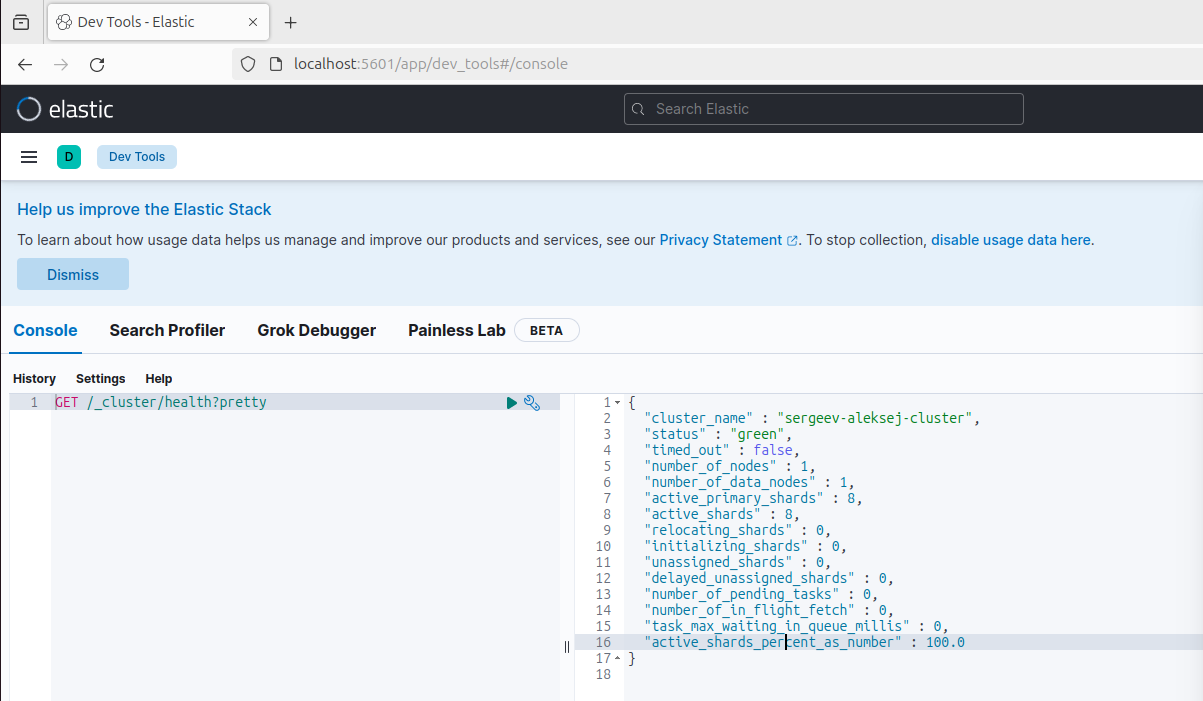 Dev Tools - Elastic
localhost:5601/app/dev_tools#/console
elastic
Search Elastic
D
Dev Tools
Help us improve the Elastic Stack
To learn about how usage data helps us manage and improve our products and services, see our Privacy Statement. To stop collection, disable usage data here.
Dismiss
Console Search Profiler Grok Debugger Painless Lab BETA
History Settings Help
1 GET /_cluster/health?pretty
1 {
2 "cluster_name" : "sergeev-aleksej-cluster",
3 "status" : "green",
4 "timed_out" : false,
5 "number_of_nodes" : 1,
6 "number_of_data_nodes" : 1,
7 "active_primary_shards" : 8,
8 "active_shards" : 8,
9 "relocating_shards" : 0,
10 "initializing_shards" : 0,
11 "unassigned_shards" : 0,
12 "delayed_unassigned_shards" : 0,
13 "number_of_pending_tasks" : 0,
14 "number_of_in_flight_fetch" : 0,
15 "task_max_waiting_in_queue_millis" : 0,
16 "active_shards_percent_as_number" : 100.0
17 }
18